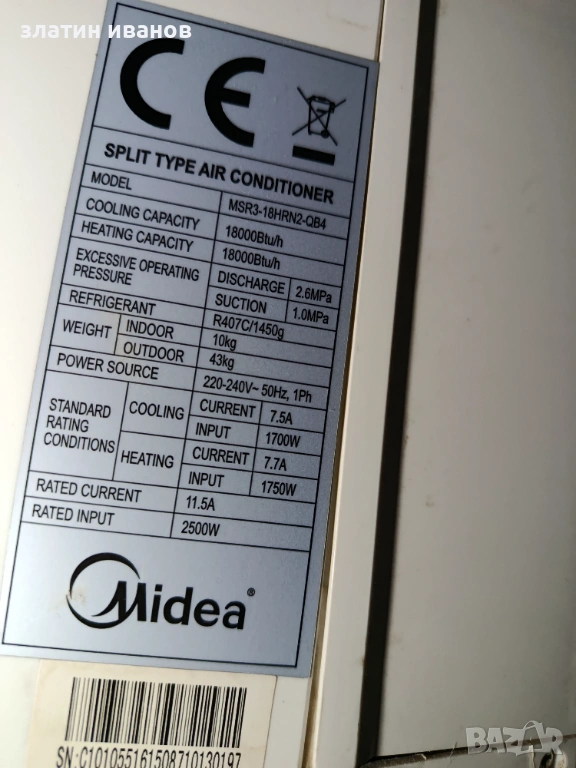 златин иванов
CE
SPLIT TYPE AIR CONDITIONER
MODEL MSR3-18HRN2-QB4
COOLING CAPACITY 18000Btu/h
HEATING CAPACITY 18000Btu/h
EXCESSIVE OPERATING PRESSURE DISCHARGE 2.6MPa
SUCTION 1.0MPa
REFRIGERANT R407C/1450g
WEIGHT INDOOR 10kg
OUTDOOR 43kg
POWER SOURCE 220-240V~ 50Hz, 1Ph
STANDARD RATING CONDITIONS COOLING CURRENT 7.5A
INPUT 1700W
HEATING CURRENT 7.7A
INPUT 1750W
RATED CURRENT 11.5A
RATED INPUT 2500W
Midea®
SN:C101055161508710130197
BAZAR